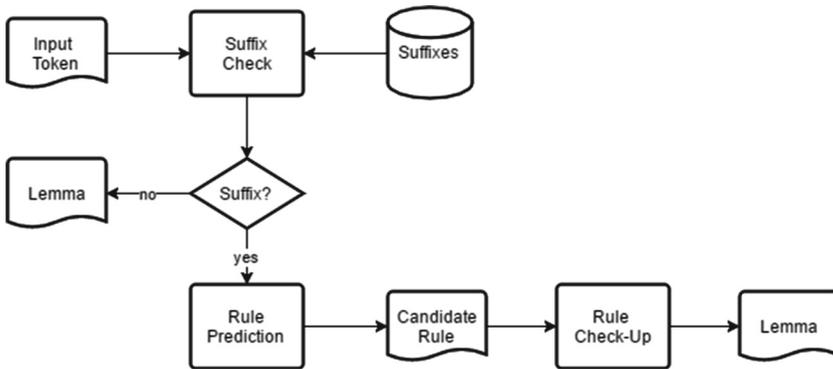 Input
Token
Suffix
Check
Suffixes
Lemma
no
Suffix?
yes
Rule
Prediction
Candidate
Rule
Rule
Check-Up
Lemma